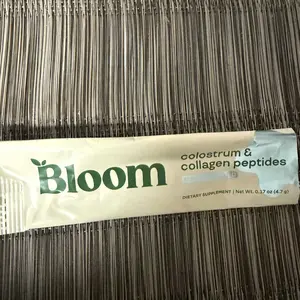 Bloom
colostrum &
collagen peptides
DIETARY SUPPLEMENT | Net Wt. 0.17 oz (4.7 g)